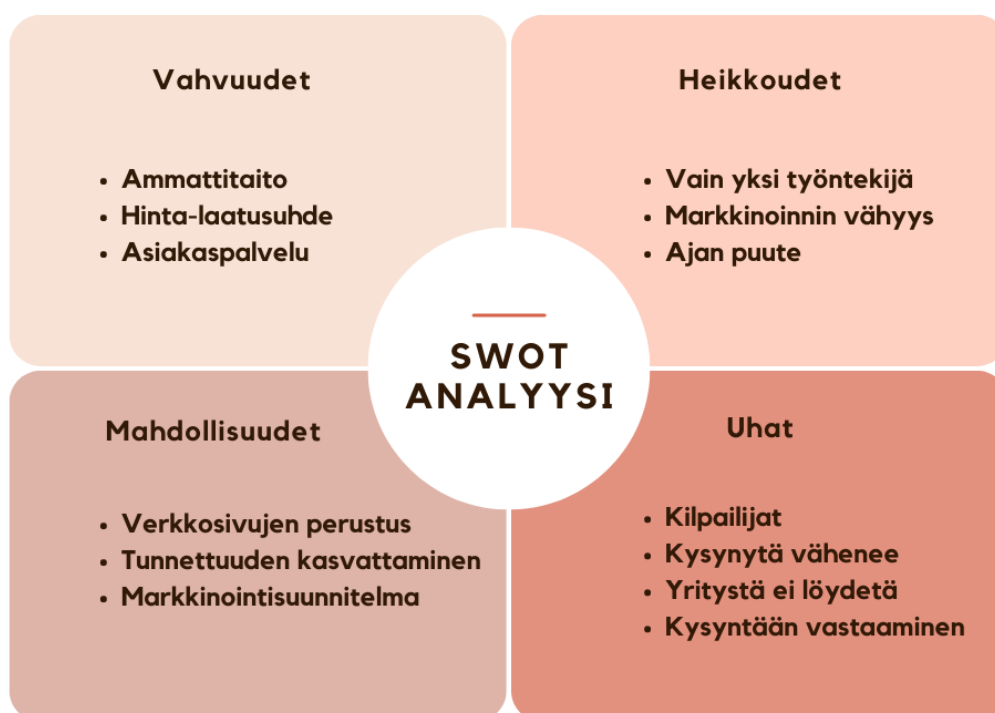 Vahvuudet
• Ammattitaito
• Hinta-laatusuhde
• Asiakaspalvelu
Heikkoudet
• Vain yksi työntekijä
• Markkinoinnin vähyys
• Ajan puute
SWOT
ANALYYSI
Mahdollisuudet
• Verkkosivujen perustus
• Tunnettuuden kasvattaminen
• Markkinointisuunnitelma
Uhat
• Kilpailijat
• Kysynytä vähenee
• Yritystä ei löydetä
• Kysyntään vastaaminen